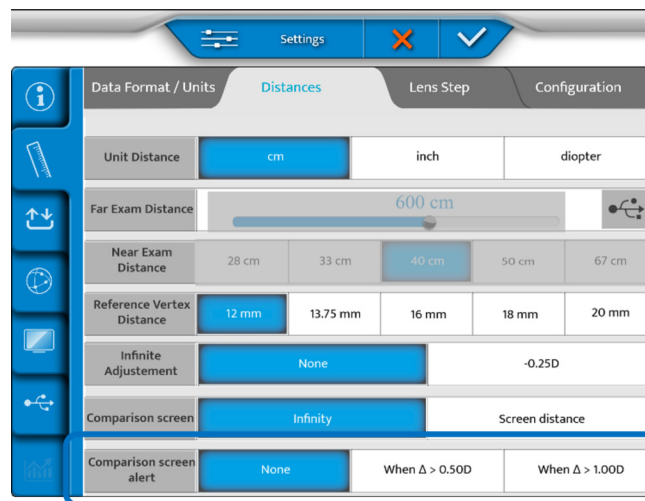 Settings
Data Format / Units Distances Lens Step Configuration
Unit Distance cm inch diopter
Far Exam Distance 600 cm
Near Exam
Distance 28 cm 33 cm 40 cm 50 cm 67 cm
Reference Vertex
Distance 12 mm 13.75 mm 16 mm 18 mm 20 mm
Infinite
Adjustement None -0.25D
Comparison screen Infinity Screen distance
Comparison screen
alert None When Δ > 0.50D When Δ > 1.00D